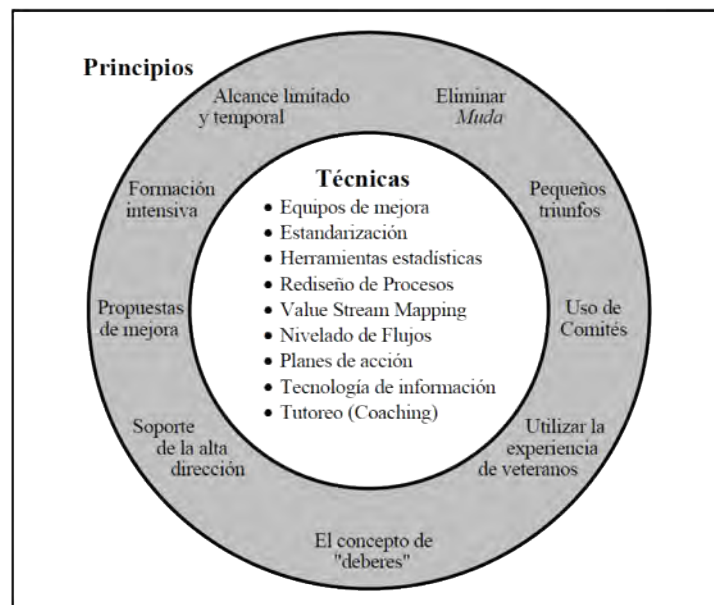 Principios
Alcance limitado
y temporal
Eliminar
Muda
Formación
intensiva
Pequeños
triunfos
Propuestas
de mejora
Uso de
Comités
Soporte
de la alta
dirección
Utilizar la
experiencia
de veteranos
El concepto de
"deberes"
Técnicas
• Equipos de mejora
• Estandarización
• Herramientas estadísticas
• Rediseño de Procesos
• Value Stream Mapping
• Nivelado de Flujos
• Planes de acción
• Tecnología de información
• Tutoreo (Coaching)